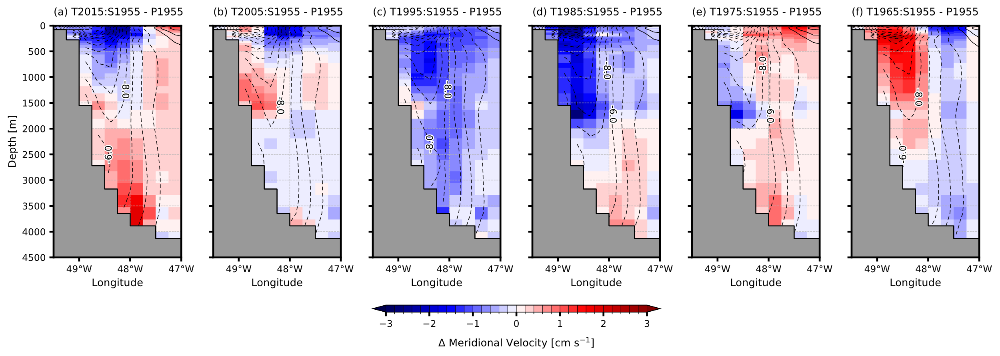 (a) T2015:S1955 - P1955
(b) T2005:S1955 - P1955
(c) T1995:S1955 - P1955
(d) T1985:S1955 - P1955
(e) T1975:S1955 - P1955
(f) T1965:S1955 - P1955
Depth [m]
0
500
1000
1500
2000
2500
3000
3500
4000
4500
-8.0
-6.0
-8.0
-8.0
-8.0
-8.0
-6.0
-8.0
-6.0
-8.0
-6.0
49°W 48°W 47°W
49°W 48°W 47°W
49°W 48°W 47°W
49°W 48°W 47°W
49°W 48°W 47°W
49°W 48°W 47°W
Longitude
Longitude
Longitude
Longitude
Longitude
Longitude
−3 −2 −1 0 1 2 3
Δ Meridional Velocity [cm s⁻¹]